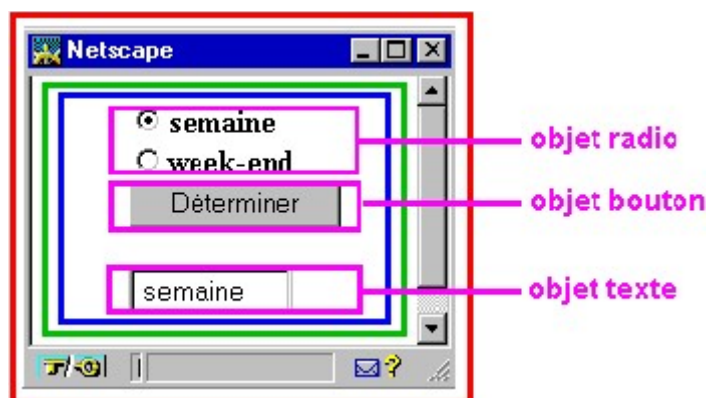 Netscape
semaine
week-end
objet radio
Déterminer
objet bouton
semaine
objet texte